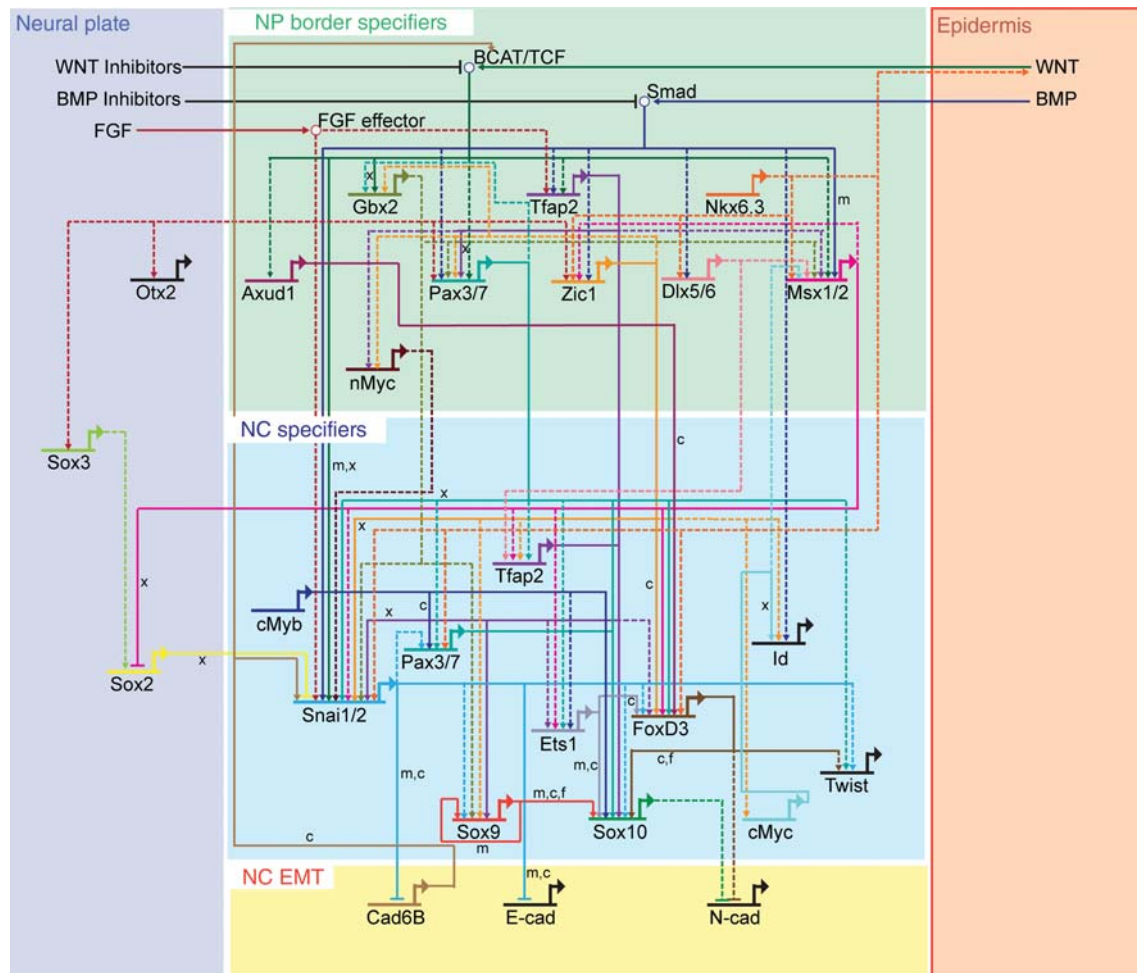 Neural plate
NP border specifiers
Epidermis
WNT Inhibitors
BCAT/TCF
WNT
BMP Inhibitors
Smad
BMP
FGF
FGF effector
x
Gbx2
Tfap2
Nkx6.3
m
x
Otx2
Axud1
Pax3/7
Zic1
Dlx5/6
Msx1/2
nMyc
NC specifiers
c
Sox3
m,x
x
x
Tfap2
x
c
cMyb
c
x
x
Pax3/7
Id
x
Sox2
Snai1/2
c
FoxD3
Ets1
m,c
m,c
c,f
Twist
m,c,f
Sox9
Sox10
cMyc
m
c
NC EMT
m,c
Cad6B
E-cad
N-cad